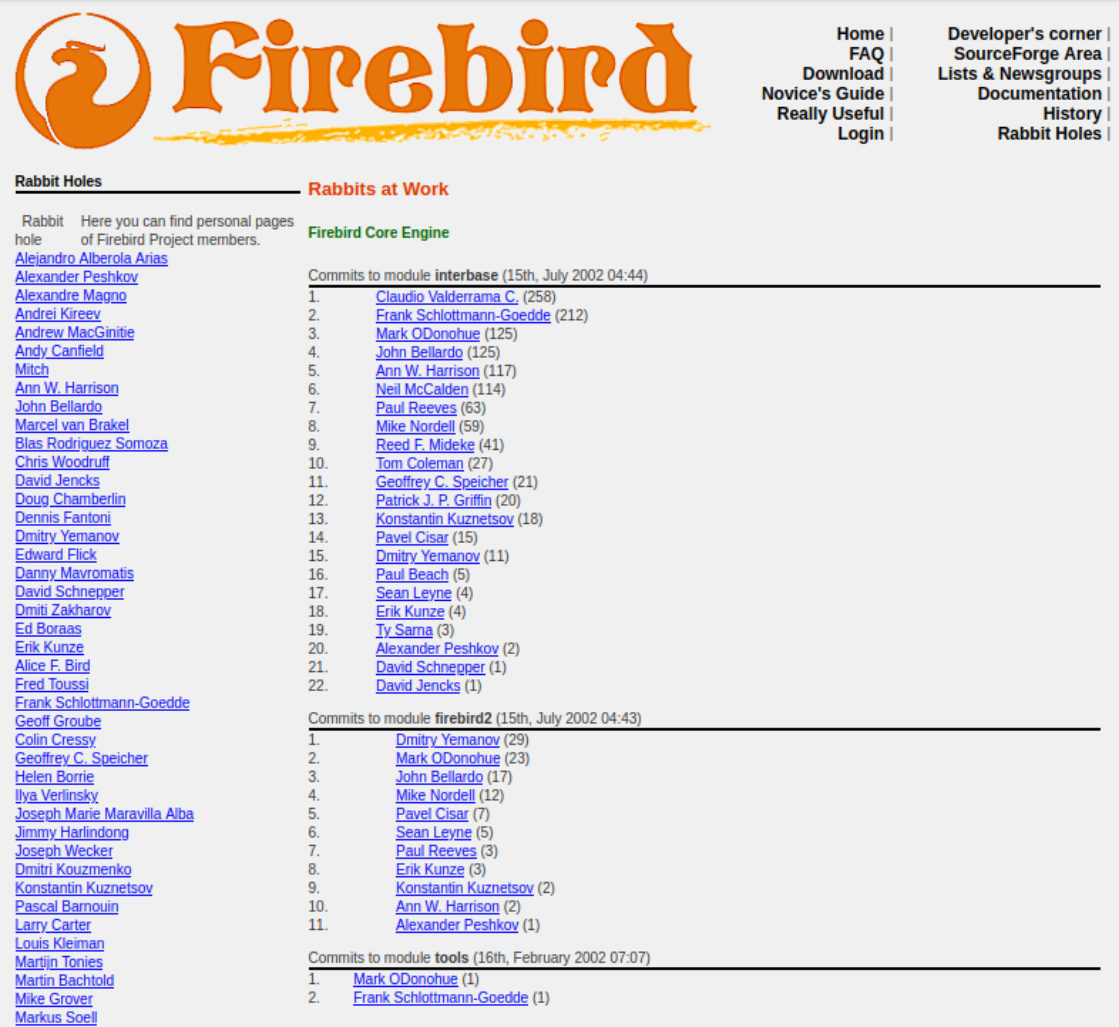 Firebird
Home |
FAQ |
Download |
Novice's Guide |
Really Useful |
Login |
Developer's corner |
SourceForge Area |
Lists & Newsgroups |
Documentation |
History |
Rabbit Holes |
Rabbit Holes
Rabbit hole
Here you can find personal pages
of Firebird Project members.
Alejandro Alberola Arias
Alexander Peshkov
Alexandre Magno
Andrei Kireev
Andrew MacGinitie
Andy Canfield
Mitch
Ann W. Harrison
John Bellardo
Marcel van Brakel
Blas Rodriguez Somoza
Chris Woodruff
David Jencks
Doug Chamberlin
Dennis Fantoni
Dmitry Yemanov
Edward Flick
Danny Mavromatis
David Schnepper
Dmiti Zakharov
Ed Boraas
Erik Kunze
Alice F. Bird
Fred Toussi
Frank Schlottmann-Goedde
Geoff Groube
Colin Cressy
Geoffrey C. Speicher
Helen Borrie
Ilya Verlinsky
Joseph Marie Maravilla Alba
Jimmy Harlindong
Joseph Wecker
Dmitri Kouzmenko
Konstantin Kuznetsov
Pascal Barnouin
Larry Carter
Louis Kleiman
Martijn Tonies
Martin Bachtold
Mike Grover
Markus Soell
Rabbits at Work
Firebird Core Engine
Commits to module interbase (15th, July 2002 04:44)
1. Claudio Valderrama C. (258)
2. Frank Schlottmann-Goedde (212)
3. Mark ODonohue (125)
4. John Bellardo (125)
5. Ann W. Harrison (117)
6. Neil McCalden (114)
7. Paul Reeves (63)
8. Mike Nordell (59)
9. Reed F. Mideke (41)
10. Tom Coleman (27)
11. Geoffrey C. Speicher (21)
12. Patrick J. P. Griffin (20)
13. Konstantin Kuznetsov (18)
14. Pavel Cisar (15)
15. Dmitry Yemanov (11)
16. Paul Beach (5)
17. Sean Leyne (4)
18. Erik Kunze (4)
19. Ty Sarna (3)
20. Alexander Peshkov (2)
21. David Schnepper (1)
22. David Jencks (1)
Commits to module firebird2 (15th, July 2002 04:43)
1. Dmitry Yemanov (29)
2. Mark ODonohue (23)
3. John Bellardo (17)
4. Mike Nordell (12)
5. Pavel Cisar (7)
6. Sean Leyne (5)
7. Paul Reeves (3)
8. Erik Kunze (3)
9. Konstantin Kuznetsov (2)
10. Ann W. Harrison (2)
11. Alexander Peshkov (1)
Commits to module tools (16th, February 2002 07:07)
1. Mark ODonohue (1)
2. Frank Schlottmann-Goedde (1)